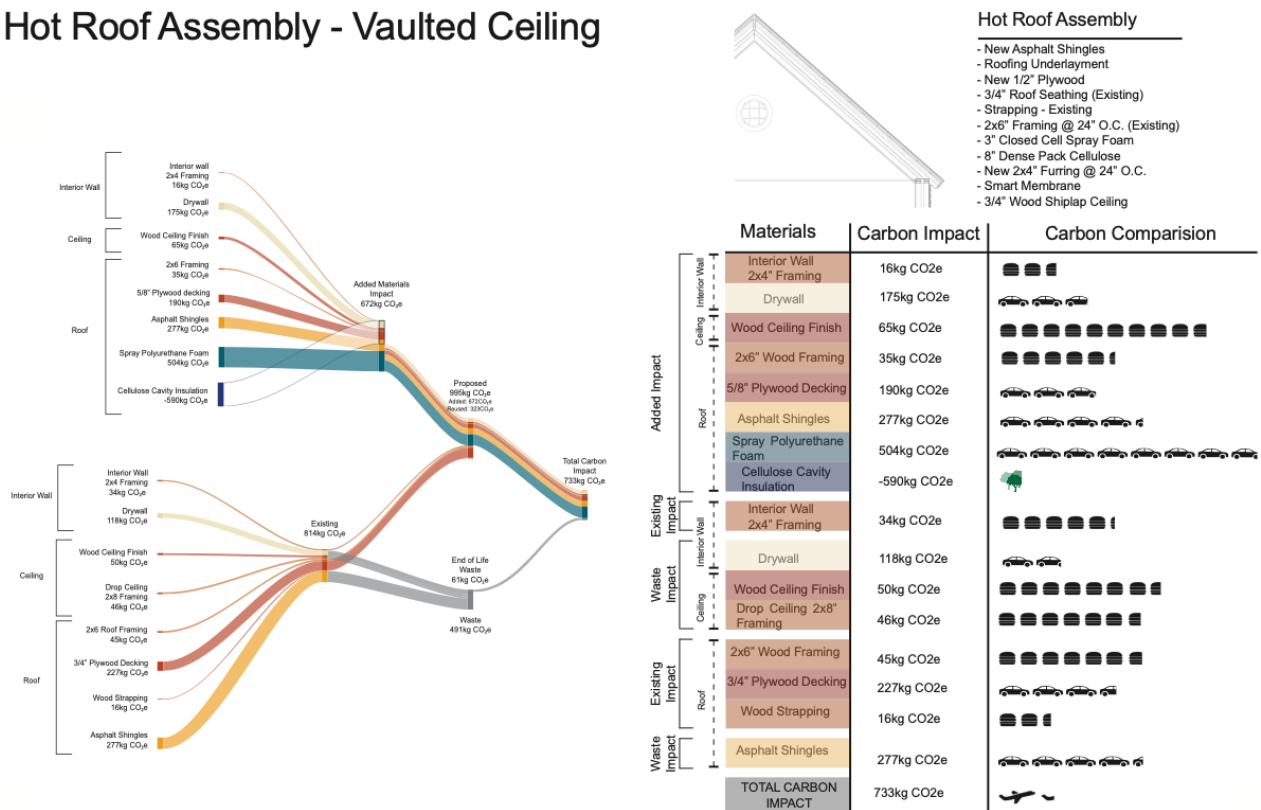 Hot Roof Assembly - Vaulted Ceiling
Interior Wall
Interior wall
2x4 Framing
16kg CO₂e
Drywall
175kg CO₂e
Ceiling
Wood Ceiling Finish
65kg CO₂e
Roof
2x6 Framing
35kg CO₂e
5/8" Plywood decking
190kg CO₂e
Asphalt Shingles
277kg CO₂e
Spray Polyurethane Foam
504kg CO₂e
Cellulose Cavity Insulation
-590kg CO₂e
Added Materials
Impact
672kg CO₂e
Proposed
995kg CO₂e
Added: 672CO₂e
Reused: 323CO₂e
Total Carbon
Impact
733kg CO₂e
Interior Wall
Interior Wall
2x4 Framing
34kg CO₂e
Drywall
118kg CO₂e
Ceiling
Wood Ceiling Finish
50kg CO₂e
Drop Ceiling
2x8 Framing
46kg CO₂e
Roof
2x6 Roof Framing
45kg CO₂e
3/4" Plywood Decking
227kg CO₂e
Wood Strapping
16kg CO₂e
Asphalt Shingles
277kg CO₂e
Existing
814kg CO₂e
End of Life
Waste
61kg CO₂e
Waste
491kg CO₂e
Hot Roof Assembly
- New Asphalt Shingles
- Roofing Underlayment
- New 1/2" Plywood
- 3/4" Roof Seathing (Existing)
- Strapping - Existing
- 2x6" Framing @ 24" O.C. (Existing)
- 3" Closed Cell Spray Foam
- 8" Dense Pack Cellulose
- New 2x4" Furring @ 24" O.C.
- Smart Membrane
- 3/4" Wood Shiplap Ceiling
Materials Carbon Impact Carbon Comparision
Added Impact
Interior Wall
Interior Wall
2x4" Framing
16kg CO2e
Drywall 175kg CO2e
Ceiling
Wood Ceiling Finish 65kg CO2e
Roof
2x6" Wood Framing 35kg CO2e
5/8" Plywood Decking 190kg CO2e
Asphalt Shingles 277kg CO2e
Spray Polyurethane
Foam
504kg CO2e
Cellulose Cavity
Insulation
-590kg CO2e
Existing
Impact
Interior Wall
Interior Wall
2x4" Framing
34kg CO2e
Waste
Impact
Drywall 118kg CO2e
Ceiling
Wood Ceiling Finish 50kg CO2e
Drop Ceiling 2x8"
Framing
46kg CO2e
Existing
Impact
Roof
2x6" Wood Framing 45kg CO2e
3/4" Plywood Decking 227kg CO2e
Wood Strapping 16kg CO2e
Waste
Impact
Asphalt Shingles 277kg CO2e
TOTAL CARBON
IMPACT
733kg CO2e